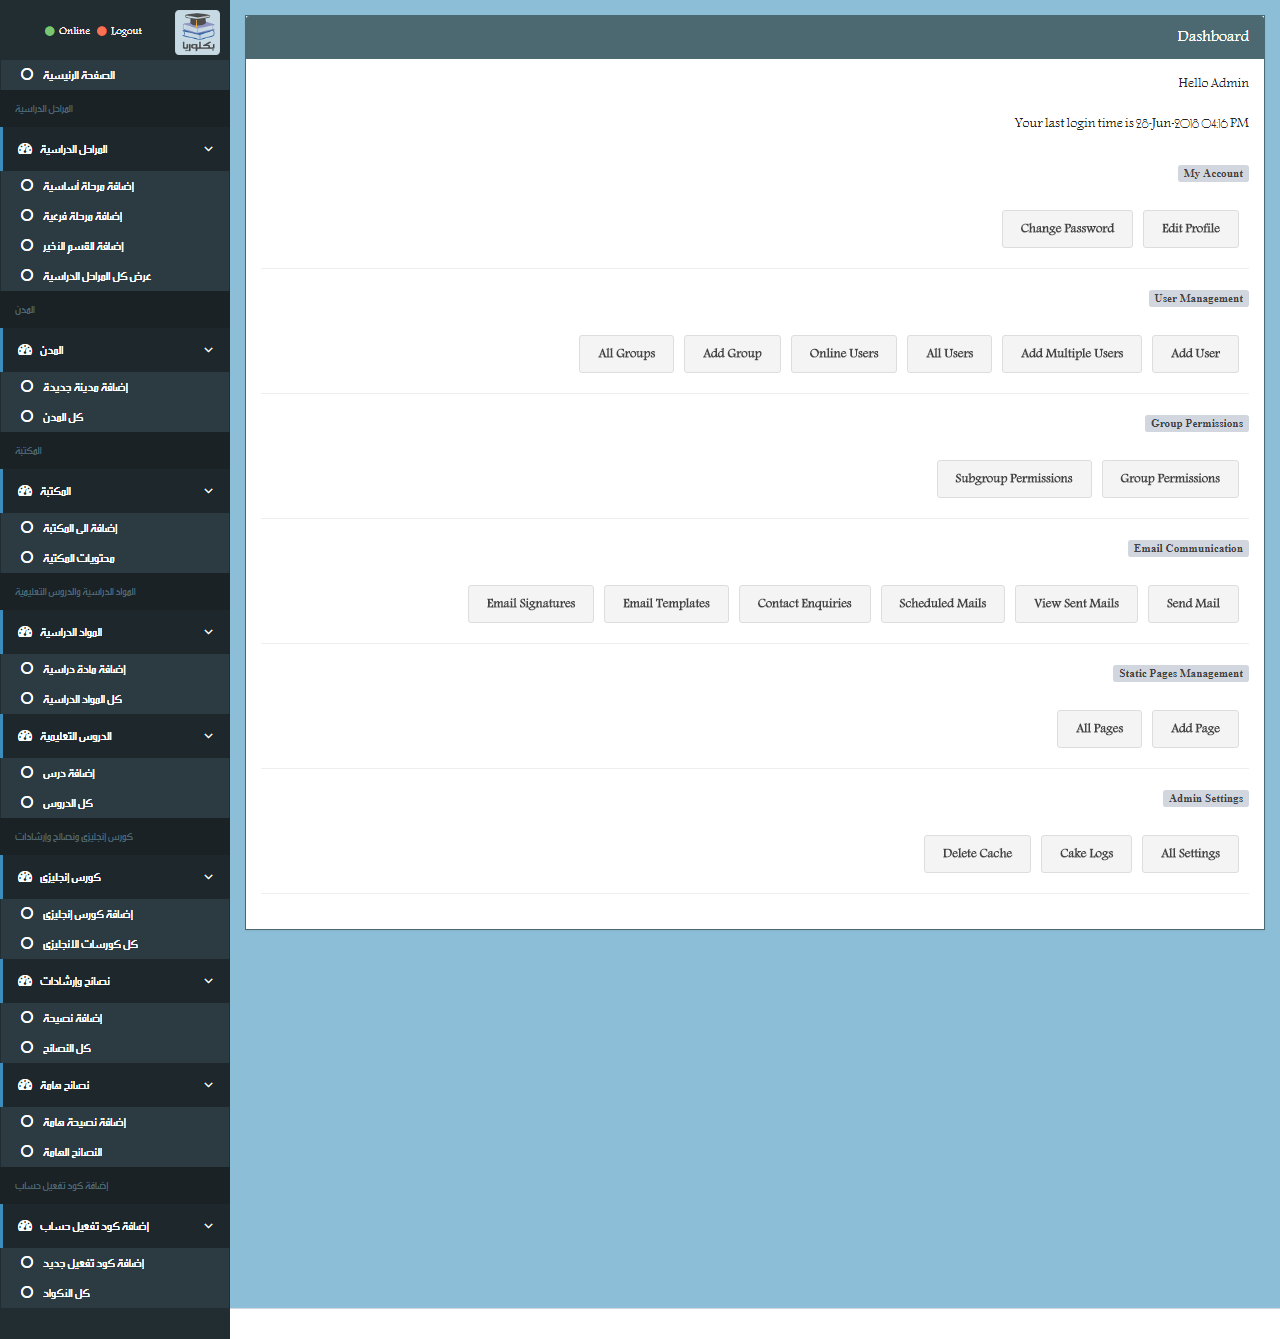 Online Logout
بكلوريا
الصفحة الرئيسية
المراحل الدراسية
المراحل الدراسية
إضافة مرحلة أساسية
إضافة مرحلة فرعية
إضافة القسم الاخير
عرض كل المراحل الدراسية
المدن
المدن
إضافة مدينة جديدة
كل المدن
المكتبة
المكتبة
إضافة الى المكتبة
محتويات المكتبة
المواد الدراسية والدروس التعليمية
المواد الدراسية
إضافة مادة دراسية
كل المواد الدراسية
الدروس التعليمية
إضافة درس
كل الدروس
كورس إنجليزى ونصائح وإرشادات
كورس إنجليزى
إضافة كورس إنجليزى
كل كورسات الانجليزى
نصائح وإرشادات
إضافة نصيحة
كل النصائح
نصائح هامة
إضافة نصيحة هامة
النصائح الهامة
إضافة كود تفعيل حساب
إضافة كود تفعيل حساب
إضافة كود تفعيل جديد
كل الاكواد
Dashboard
Hello Admin
Your last login time is 28-Jun-2018 04:16 PM
My Account
Change Password Edit Profile
User Management
All Groups Add Group Online Users All Users Add Multiple Users Add User
Group Permissions
Subgroup Permissions Group Permissions
Email Communication
Email Signatures Email Templates Contact Enquiries Scheduled Mails View Sent Mails Send Mail
Static Pages Management
All Pages Add Page
Admin Settings
Delete Cache Cake Logs All Settings